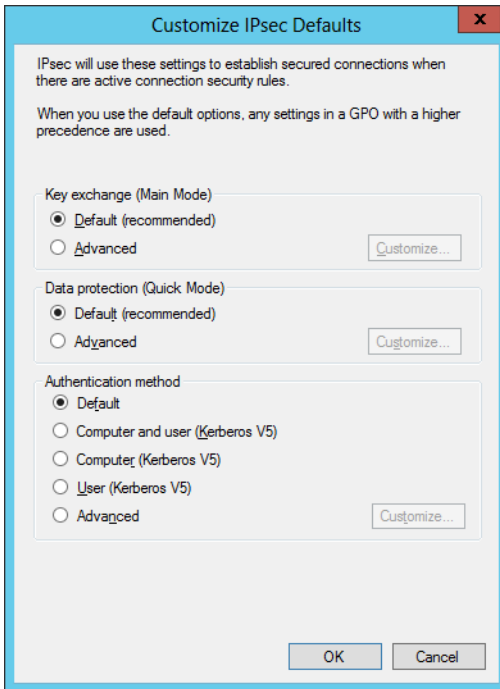 Customize IPsec Defaults
x
IPsec will use these settings to establish secured connections when
there are active connection security rules.
When you use the default options, any settings in a GPO with a higher
precedence are used.
Key exchange (Main Mode)
Default (recommended)
Advanced
Customize...
Data protection (Quick Mode)
Default (recommended)
Advanced
Customize...
Authentication method
Default
Computer and user (Kerberos V5)
Computer (Kerberos V5)
User (Kerberos V5)
Advanced
Customize...
OK
Cancel